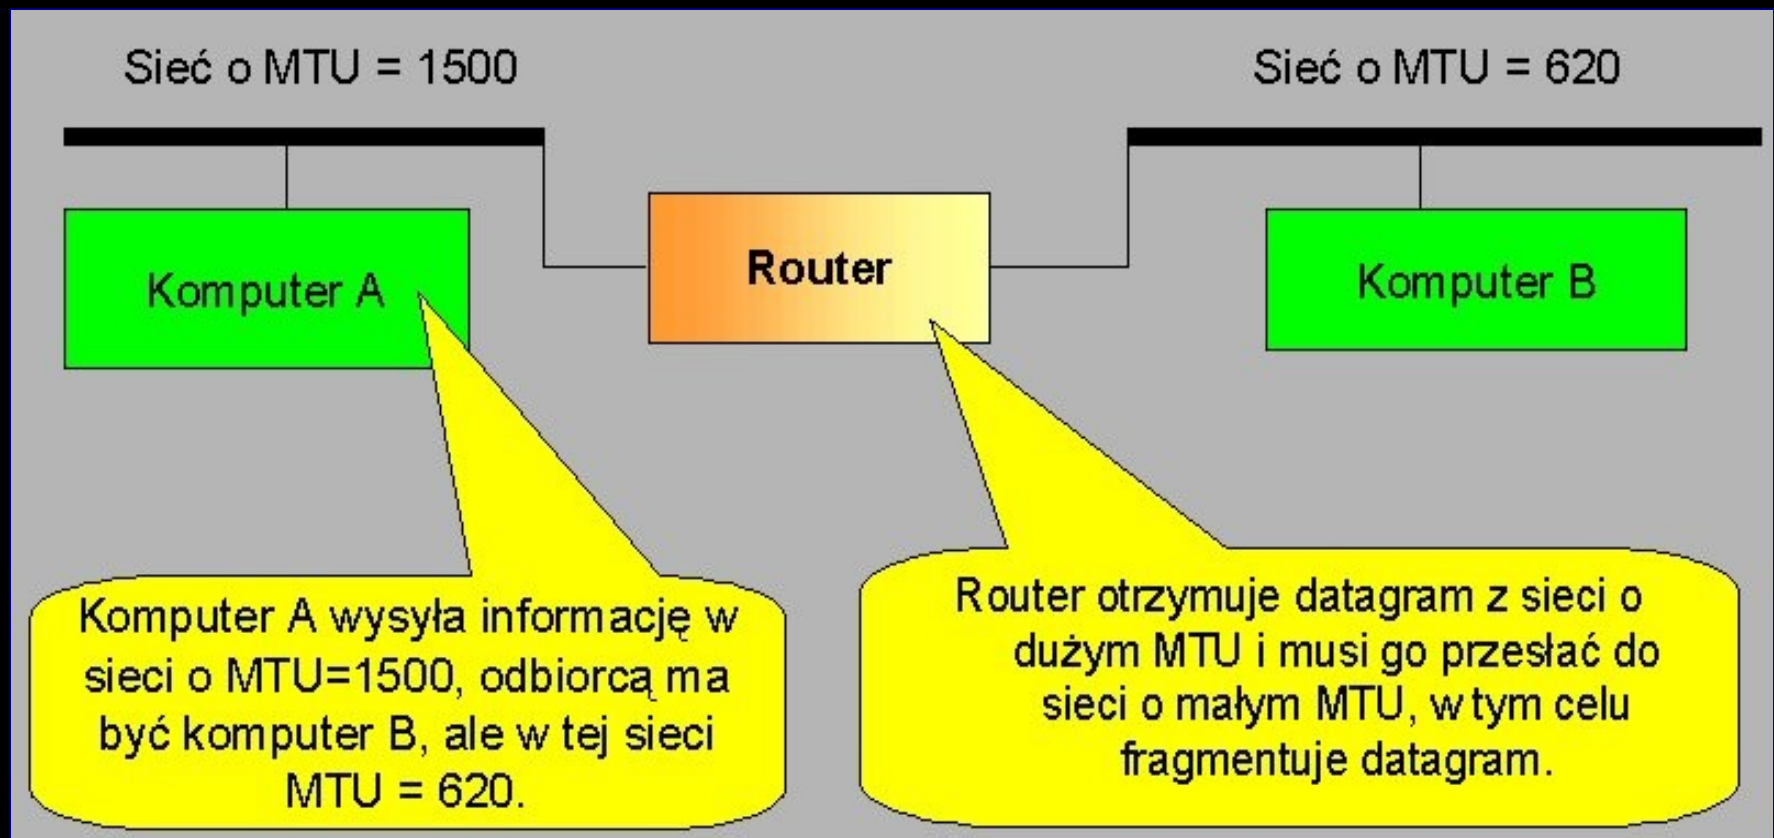 Sieć o MTU = 1500
Sieć o MTU = 620
Komputer A
Router
Komputer B
Komputer A wysyła informację w
sieci o MTU=1500, odbiorcą ma
być komputer B, ale w tej sieci
MTU = 620.
Router otrzymuje datagram z sieci o
dużym MTU i musi go przesłać do
sieci o małym MTU, w tym celu
fragmentuje datagram.